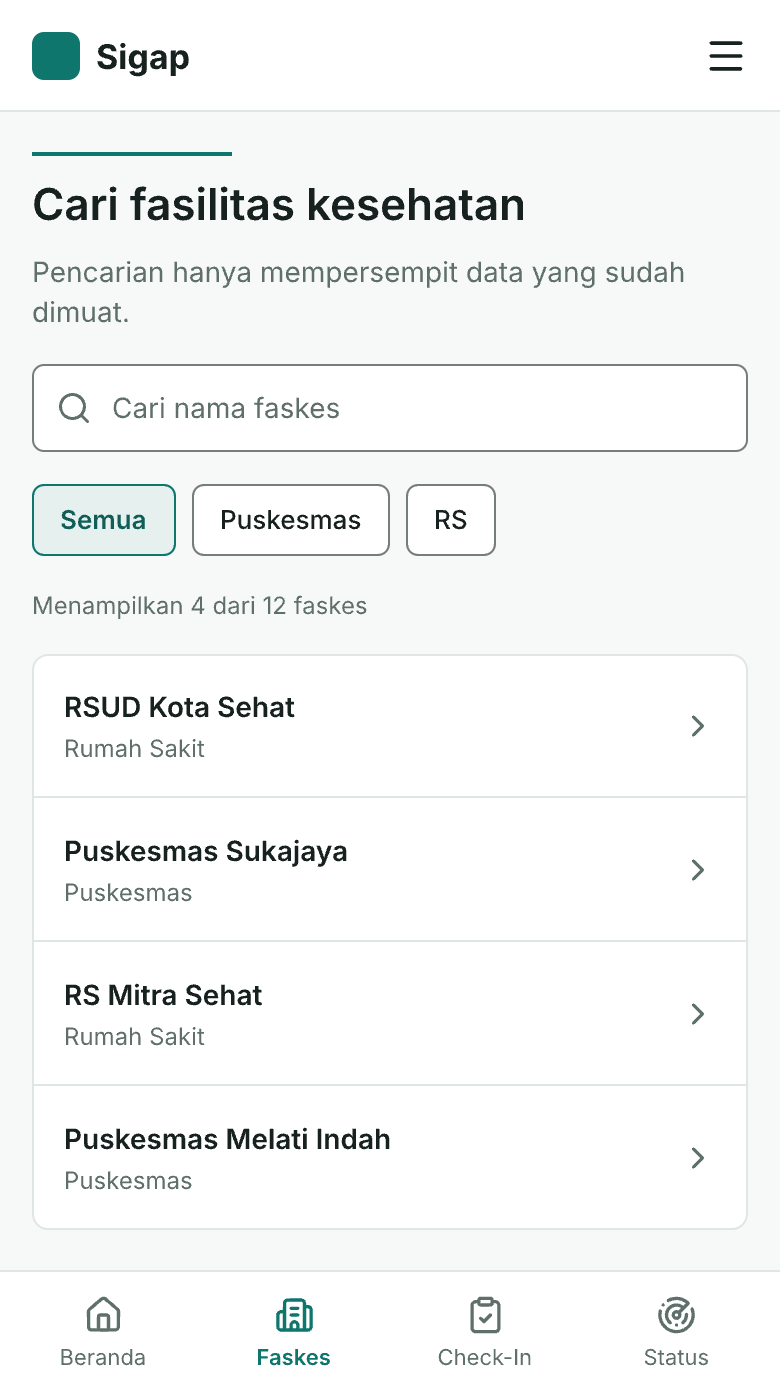 Sigap
Cari fasilitas kesehatan
Pencarian hanya mempersempit data yang sudah
dimuat.
Cari nama faskes
Semua
Puskesmas
RS
Menampilkan 4 dari 12 faskes
RSUD Kota Sehat
Rumah Sakit
Puskesmas Sukajaya
Puskesmas
RS Mitra Sehat
Rumah Sakit
Puskesmas Melati Indah
Puskesmas
Beranda
Faskes
Check-In
Status